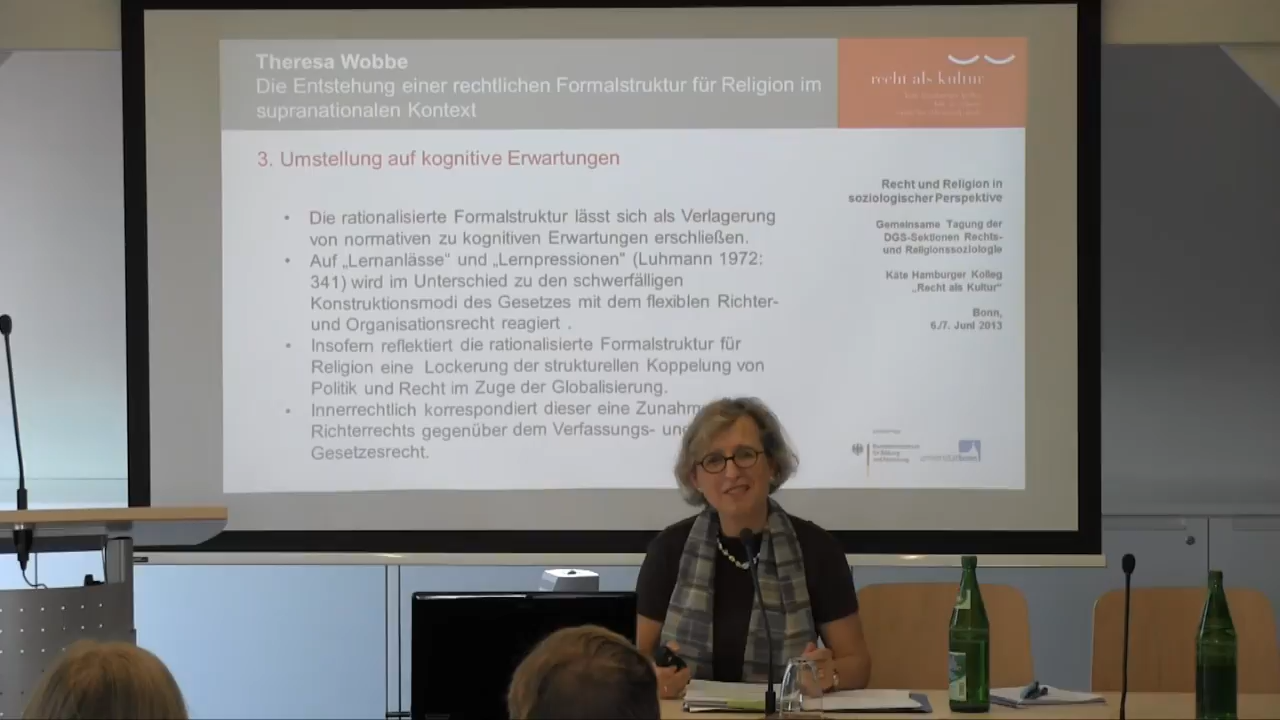 Theresa Wobbe
Die Entstehung einer rechtlichen Formalstruktur für Religion im
supranationalen Kontext
recht als kultur
3. Umstellung auf kognitive Erwartungen
• Die rationalisierte Formalstruktur lässt sich als Verlagerung
von normativen zu kognitiven Erwartungen erschließen.
• Auf „Lernanlässe“ und „Lernpressionen“ (Luhmann 1972:
341) wird im Unterschied zu den schwerfälligen
Konstruktionsmodi des Gesetzes mit dem flexiblen Richter-
und Organisationsrecht reagiert .
• Insofern reflektiert die rationalisierte Formalstruktur für
Religion eine Lockerung der strukturellen Koppelung von
Politik und Recht im Zuge der Globalisierung.
• Innerrechtlich korrespondiert dieser eine
Richterrechts gegenüber dem Verfassungs-
Gesetzesrecht.
Recht und Religion in
soziologischer Perspektive
Gemeinsame Tagung der
DGS-Sektionen Rechts-
und Religionssoziologie
Käte Hamburger Kolleg
„Recht als Kultur“
Bonn,
6./7. Juni 2013